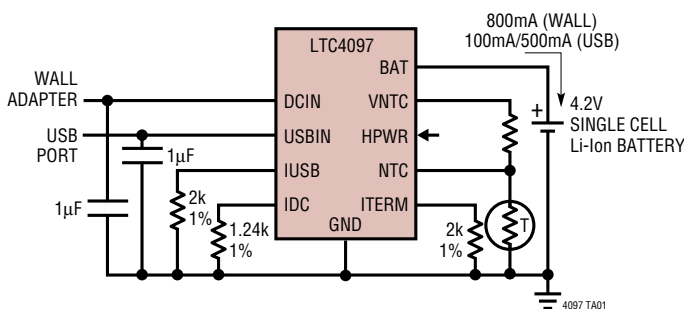 800mA (WALL)
100mA/500mA (USB)
LTC4097
BAT
WALL
ADAPTER
DCIN
VNTC
+
4.2V
SINGLE CELL
Li-Ion BATTERY
USB
PORT
USBIN
HPWR
1µF
IUSB
NTC
1µF
2k
1%
IDC
ITERM
1.24k
1%
GND
2k
1%
T
4097 TA01